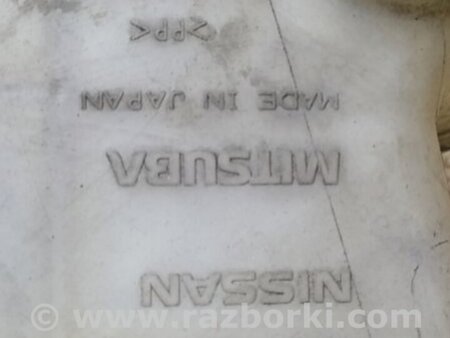 NISSAN
MITSUBA
MADE IN JAPAN
>PP<
© www.razborki.com